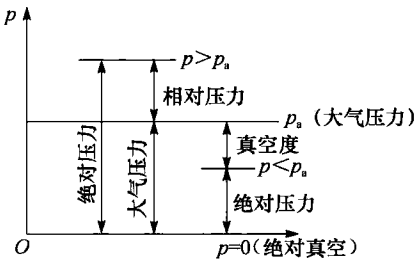 p
p>pₐ
相对压力
pₐ（大气压力）
绝对压力
大气压力
真空度
p<pₐ
绝对压力
O
p=0（绝对真空）